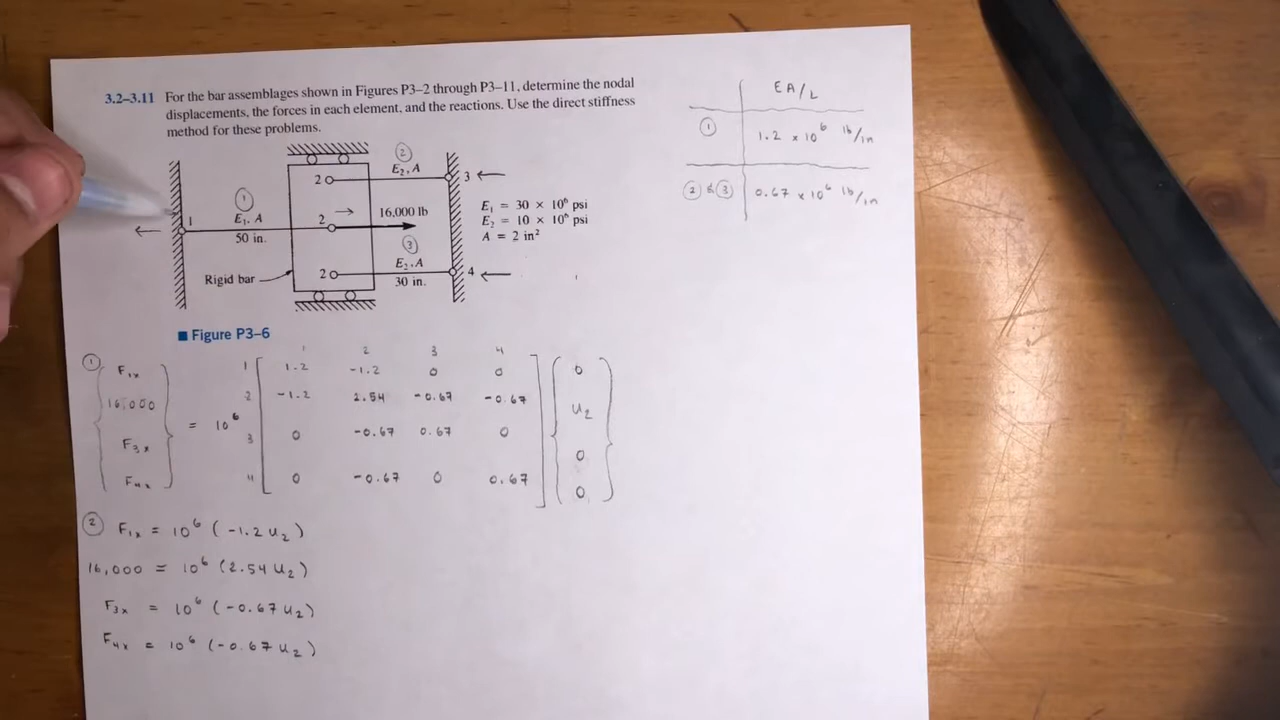 3.2–3.11 For the bar assemblages shown in Figures P3–2 through P3–11, determine the nodal
displacements, the forces in each element, and the reactions. Use the direct stiffness
method for these problems.
②
E₂, A
2
3 ←
①
1
E₁, A
50 in.
2 →
16,000 lb
③
E₂, A
2
30 in.
4 ←
←
Rigid bar
E₁ = 30 × 10⁶ psi
E₂ = 10 × 10⁶ psi
A = 2 in²
■ Figure P3–6
EA/L
① 1.2 x 10⁶ lb/in
② & ③ 0.67 x 10⁶ lb/in
①
1 2 3 4
F₁ₓ 1 1.2 -1.2 0 0 0
16,000 2 -1.2 2.54 -0.67 -0.67 u₂
= 10⁶
F₃ₓ 3 0 -0.67 0.67 0 0
F₄ₓ 4 0 -0.67 0 0.67 0
② F₁ₓ = 10⁶ (-1.2 u₂)
16,000 = 10⁶ (2.54 u₂)
F₃ₓ = 10⁶ (-0.67 u₂)
F₄ₓ = 10⁶ (-0.67 u₂)